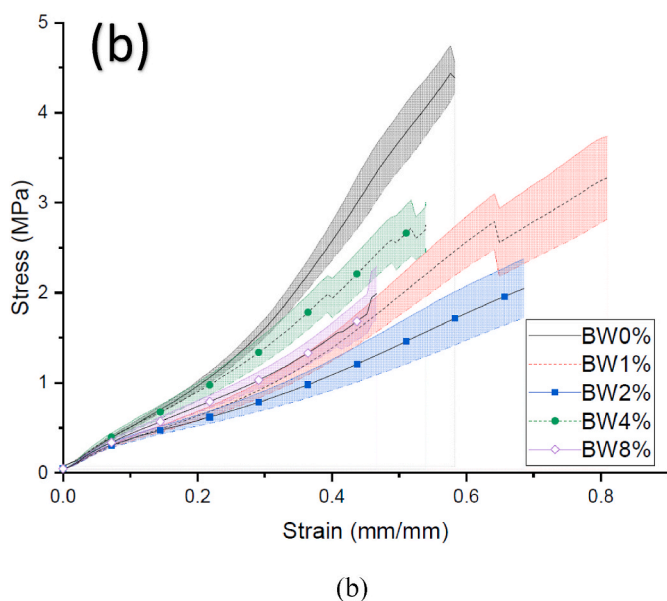 (b)
Stress (MPa)
5
4
3
2
1
0
0.0 0.2 0.4 0.6 0.8
Strain (mm/mm)
BW0%
BW1%
BW2%
BW4%
BW8%
(b)